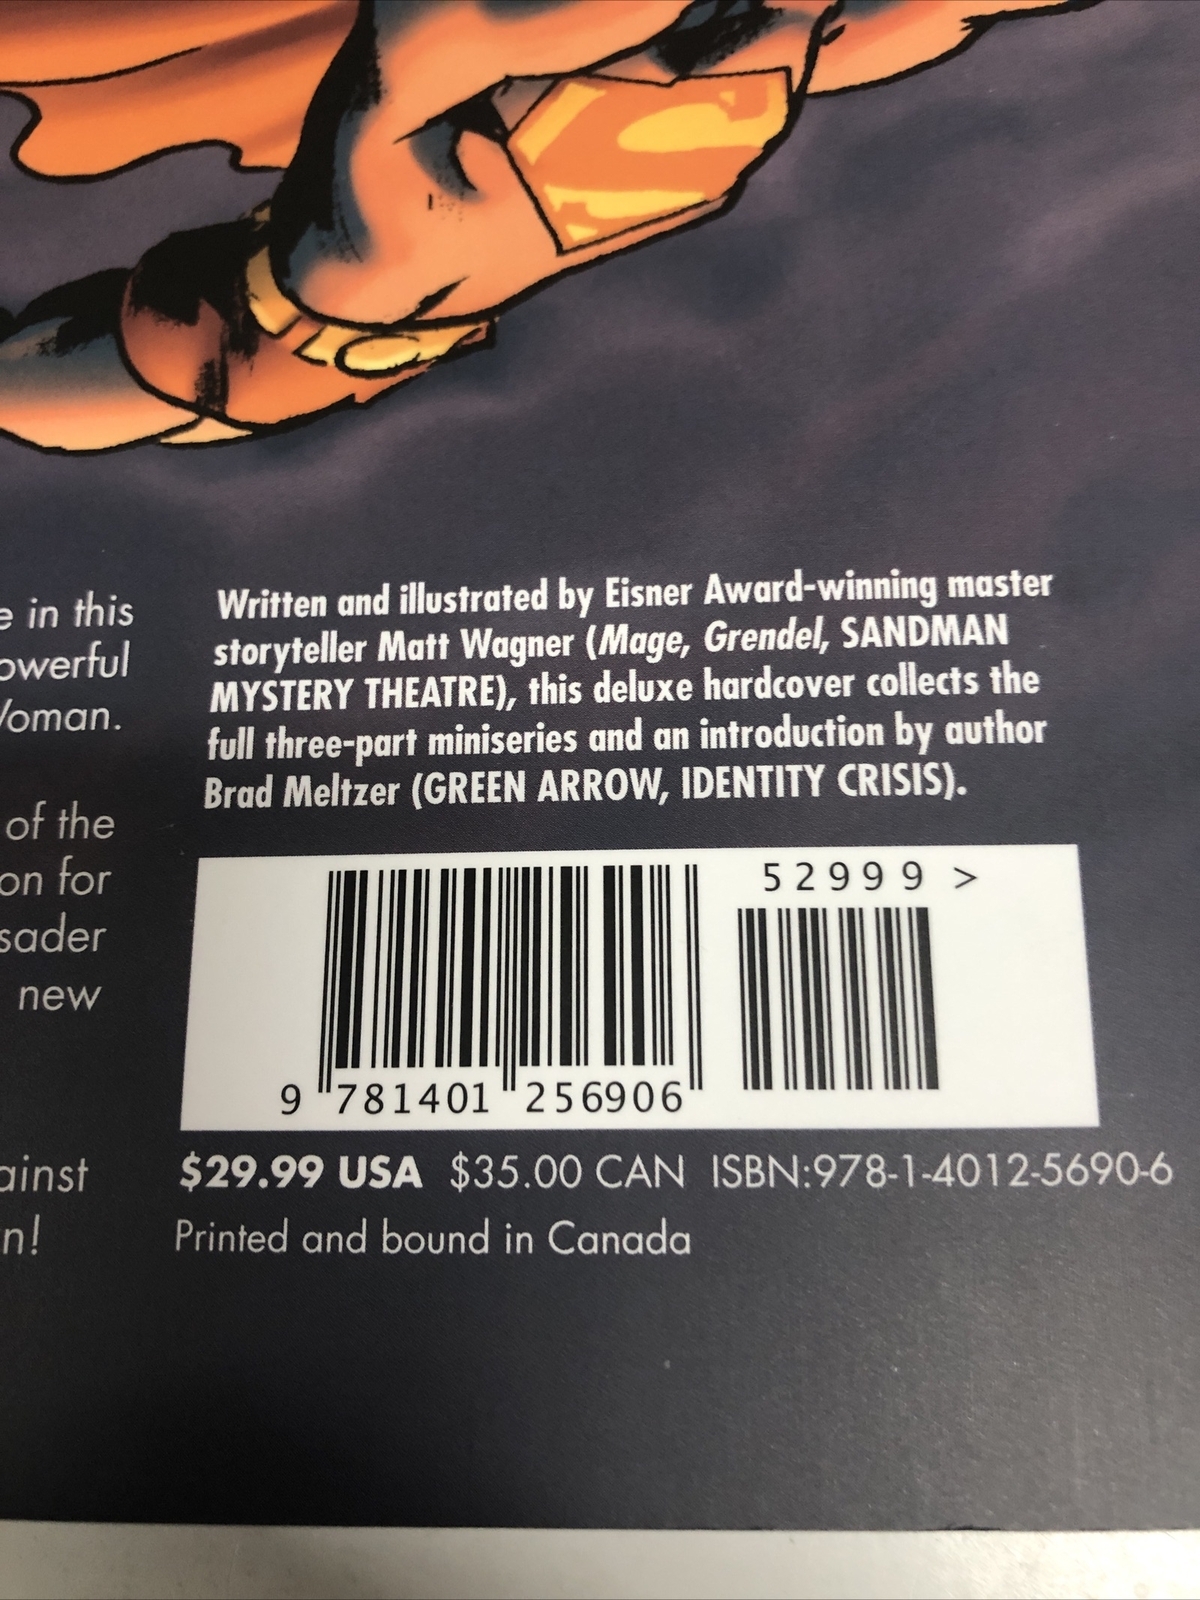 e in this
owerful
Woman.
of the
on for
sader
new
ainst
n!
Written and illustrated by Eisner Award-winning master
storyteller Matt Wagner (Mage, Grendel, SANDMAN
MYSTERY THEATRE), this deluxe hardcover collects the
full three-part miniseries and an introduction by author
Brad Meltzer (GREEN ARROW, IDENTITY CRISIS).
52999 >
9 781401 256906
$29.99 USA $35.00 CAN ISBN:978-1-4012-5690-6
Printed and bound in Canada